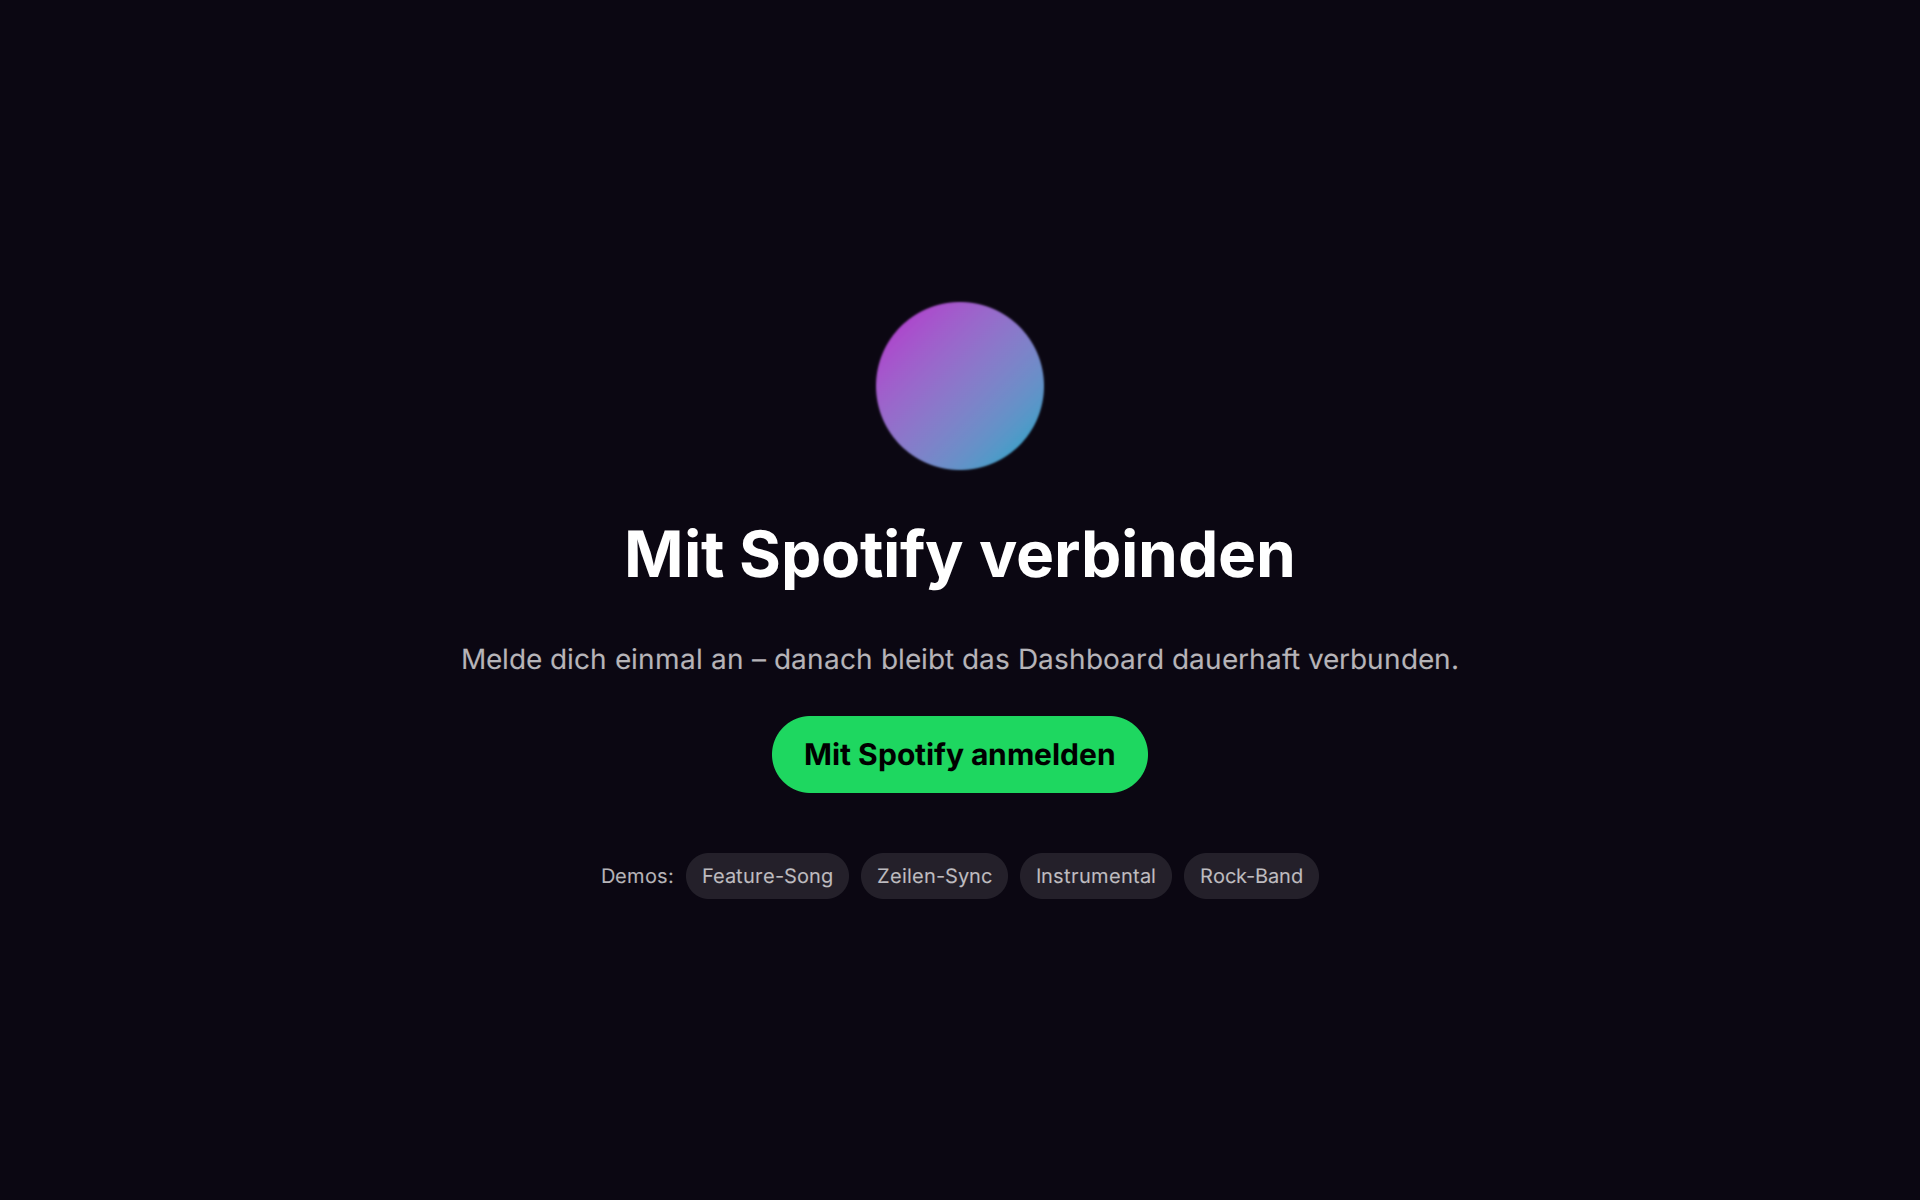 Mit Spotify verbinden
Melde dich einmal an – danach bleibt das Dashboard dauerhaft verbunden.
Mit Spotify anmelden
Demos: Feature-Song Zeilen-Sync Instrumental Rock-Band